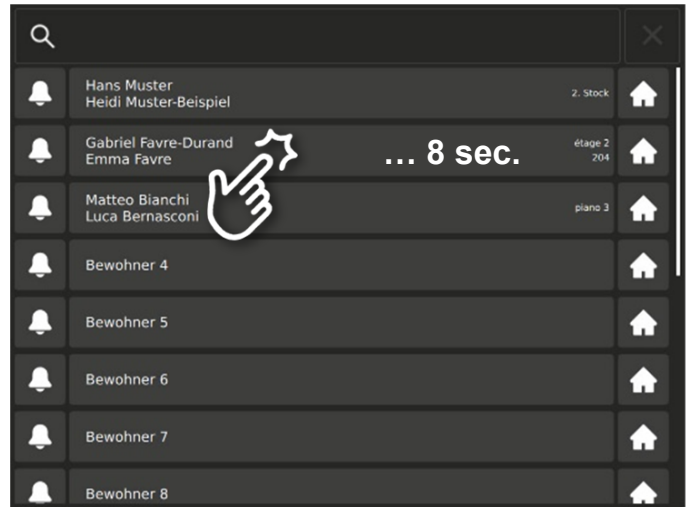 Hans Muster
Heidi Muster-Beispiel
2. Stock
Gabriel Favre-Durand
Emma Favre
... 8 sec.
étage 2
204
Matteo Bianchi
Luca Bernasconi
piano 3
Bewohner 4
Bewohner 5
Bewohner 6
Bewohner 7
Bewohner 8